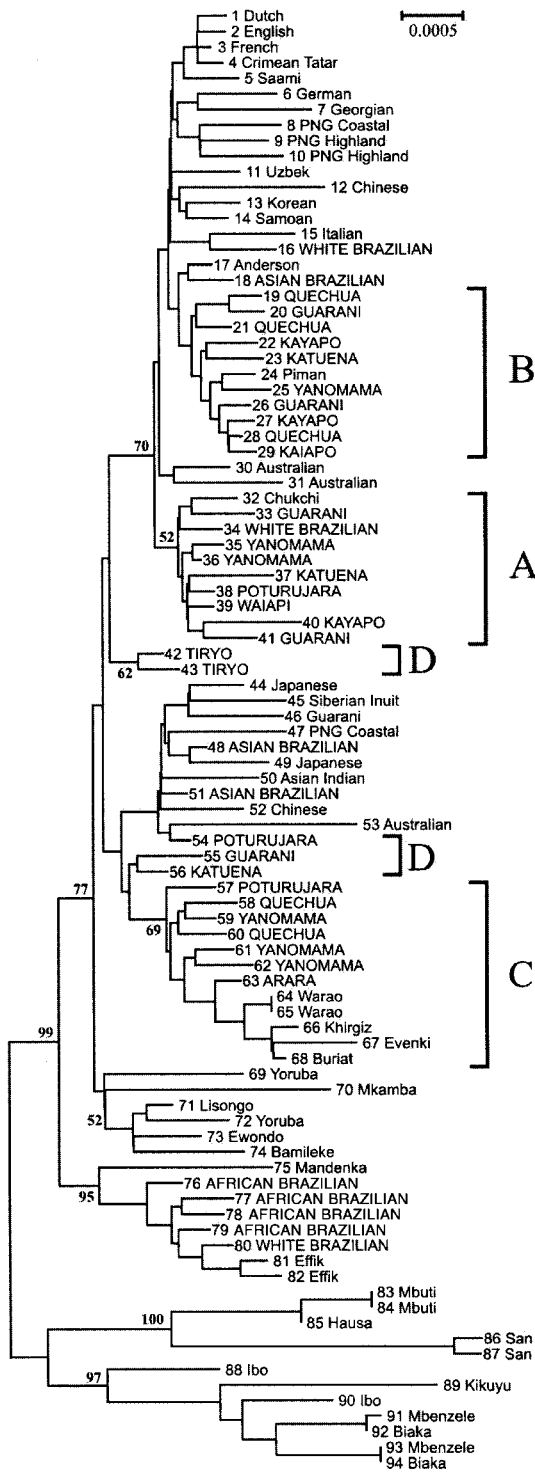 1 Dutch
0.0005
2 English
3 French
4 Crimean Tatar
5 Saami
6 German
7 Georgian
8 PNG Coastal
9 PNG Highland
10 PNG Highland
11 Uzbek
12 Chinese
13 Korean
14 Samoan
15 Italian
16 WHITE BRAZILIAN
17 Anderson
18 ASIAN BRAZILIAN
19 QUECHUA
20 GUARANI
21 QUECHUA
22 KAYAPO
23 KATUENA
B
24 Piman
25 YANOMAMA
26 GUARANI
27 KAYAPO
28 QUECHUA
70
29 KAIAPO
30 Australian
31 Australian
32 Chukchi
33 GUARANI
34 WHITE BRAZILIAN
52
35 YANOMAMA
36 YANOMAMA
37 KATUENA
A
38 POTURUJARA
39 WAIAPI
40 KAYAPO
41 GUARANI
42 TIRYO
D
62
43 TIRYO
44 Japanese
45 Siberian Inuit
46 Guarani
47 PNG Coastal
48 ASIAN BRAZILIAN
49 Japanese
50 Asian Indian
51 ASIAN BRAZILIAN
52 Chinese
53 Australian
54 POTURUJARA
55 GUARANI
D
56 KATUENA
77
57 POTURUJARA
58 QUECHUA
59 YANOMAMA
69
60 QUECHUA
61 YANOMAMA
62 YANOMAMA
63 ARARA
C
64 Warao
65 Warao
66 Khirgiz
99
67 Evenki
68 Buriat
69 Yoruba
70 Mkamba
71 Lisongo
52
72 Yoruba
73 Ewondo
74 Bamileke
75 Mandenka
95
76 AFRICAN BRAZILIAN
77 AFRICAN BRAZILIAN
78 AFRICAN BRAZILIAN
79 AFRICAN BRAZILIAN
80 WHITE BRAZILIAN
81 Effik
82 Effik
83 Mbuti
84 Mbuti
100
85 Hausa
86 San
87 San
97
88 Ibo
89 Kikuyu
90 Ibo
91 Mbenzele
92 Biaka
93 Mbenzele
94 Biaka